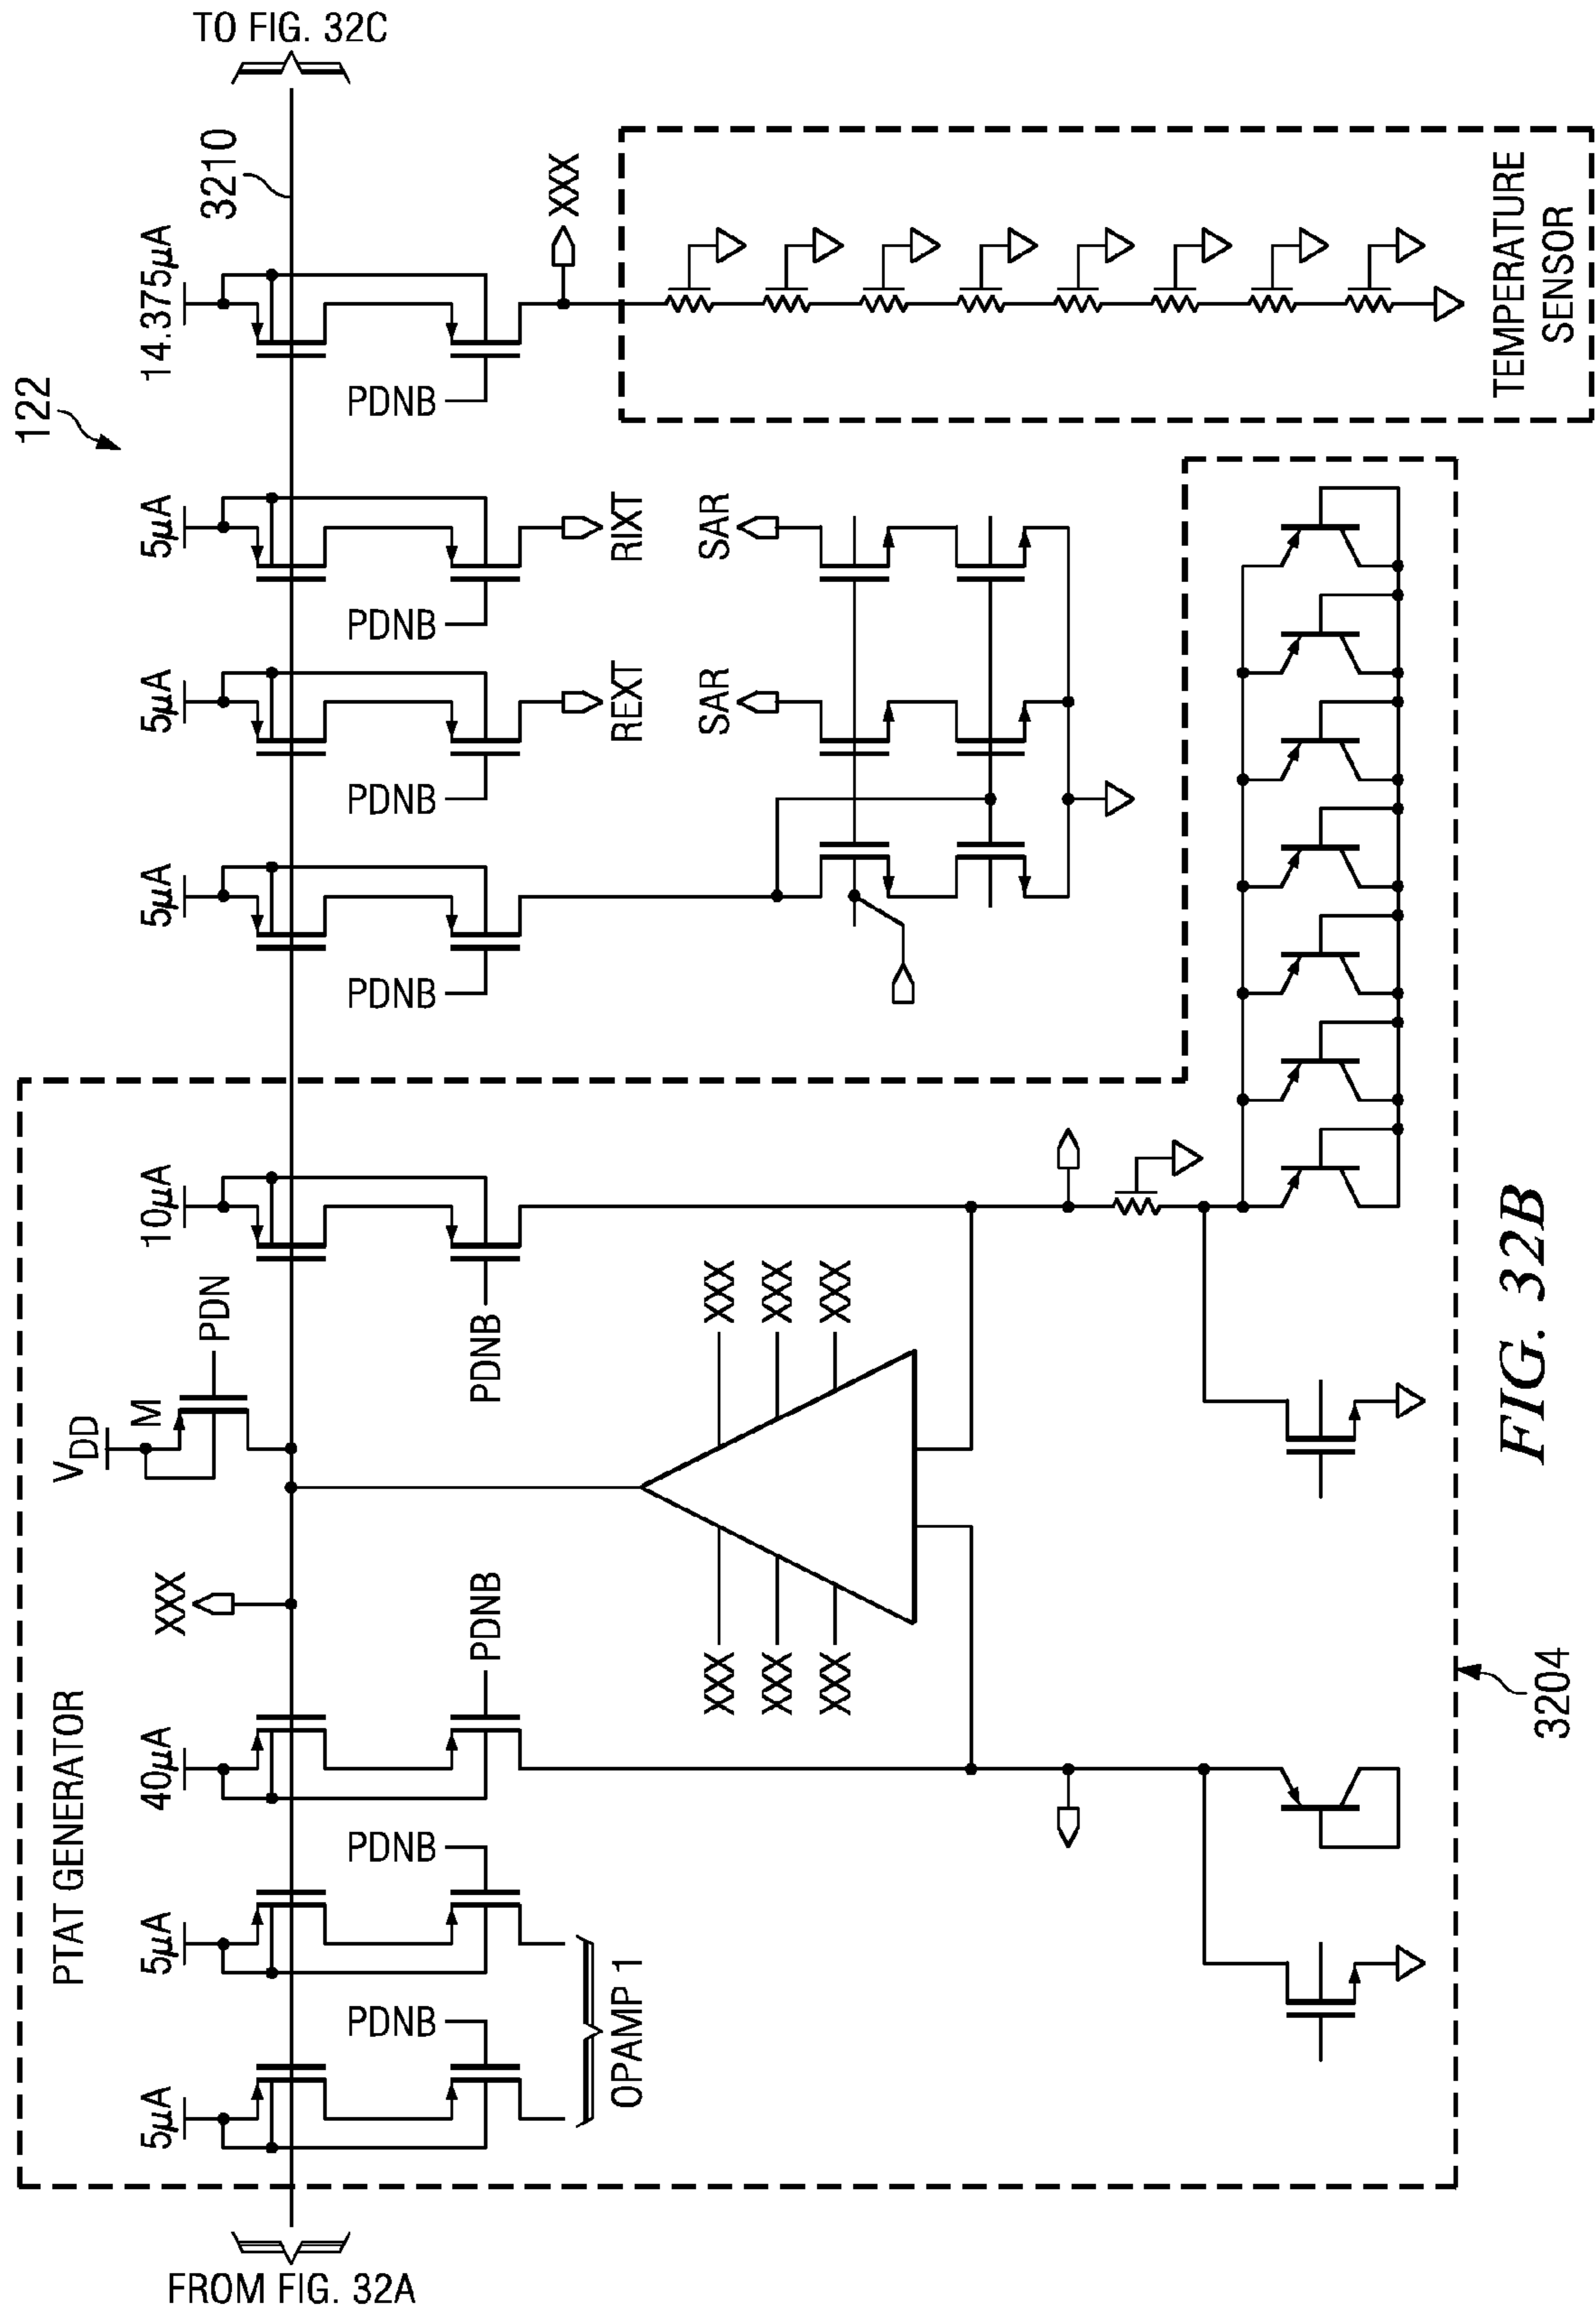 FROM FIG. 32A
PTAT GENERATOR
5µA
5µA
40µA
XXX
VDD
M
PDN
10µA
5µA
5µA
5µA
122
14.375µA
3210
TO FIG. 32C
PDNB
PDNB
PDNB
PDNB
PDNB
PDNB
PDNB
PDNB
OPAMP 1
XXX
XXX
XXX
XXX
XXX
XXX
REXT
RIXT
SAR
SAR
XXX
TEMPERATURE
SENSOR
3204
FIG. 32B